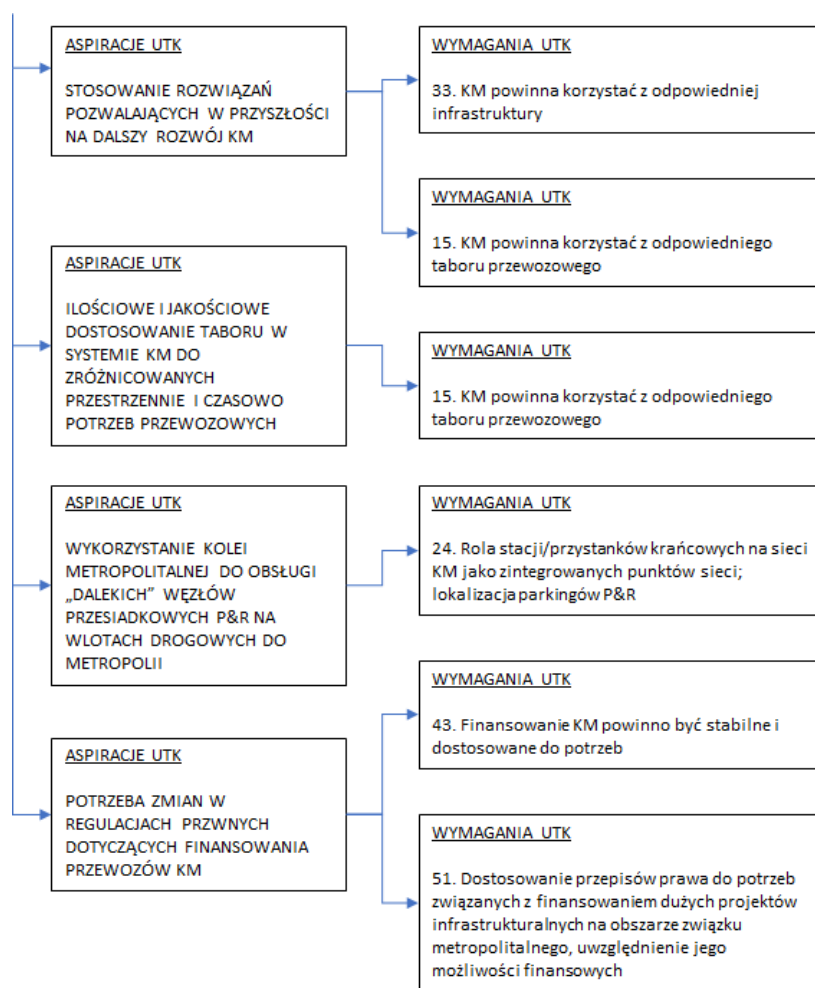 ASPIRACJE UTK
STOSOWANIE ROZWIĄZAŃ
POZWALAJĄCYCH W PRZYSZŁOŚCI
NA DALSZY ROZWÓJ KM
WYMAGANIA UTK
33. KM powinna korzystać z odpowiedniej
infrastruktury
WYMAGANIA UTK
15. KM powinna korzystać z odpowiedniego
taboru przewozowego
ASPIRACJE UTK
ILOŚCIOWE I JAKOŚCIOWE
DOSTOSOWANIE TABORU W
SYSTEMIE KM DO
ZRÓŻNICOWANYCH
PRZESTRZENNIE I CZASOWO
POTRZEB PRZEWOZOWYCH
WYMAGANIA UTK
15. KM powinna korzystać z odpowiedniego
taboru przewozowego
ASPIRACJE UTK
WYKORZYSTANIE KOLEI
METROPOLITALNEJ DO OBSŁUGI
„DALEKICH” WĘZŁÓW
PRZESIADKOWYCH P&R NA
WLOTACH DROGOWYCH DO
METROPOLII
WYMAGANIA UTK
24. Rola stacji/przystanków krańcowych na sieci
KM jako zintegrowanych punktów sieci;
lokalizacja parkingów P&R
ASPIRACJE UTK
POTRZEBA ZMIAN W
REGULACJACH PRZWNYCH
DOTYCZĄCYCH FINANSOWANIA
PRZEWOZÓW KM
WYMAGANIA UTK
43. Finansowanie KM powinno być stabilne i
dostosowane do potrzeb
WYMAGANIA UTK
51. Dostosowanie przepisów prawa do potrzeb
związanych z finansowaniem dużych projektów
infrastrukturalnych na obszarze związku
metropolitalnego, uwzględnienie jego
możliwości finansowych